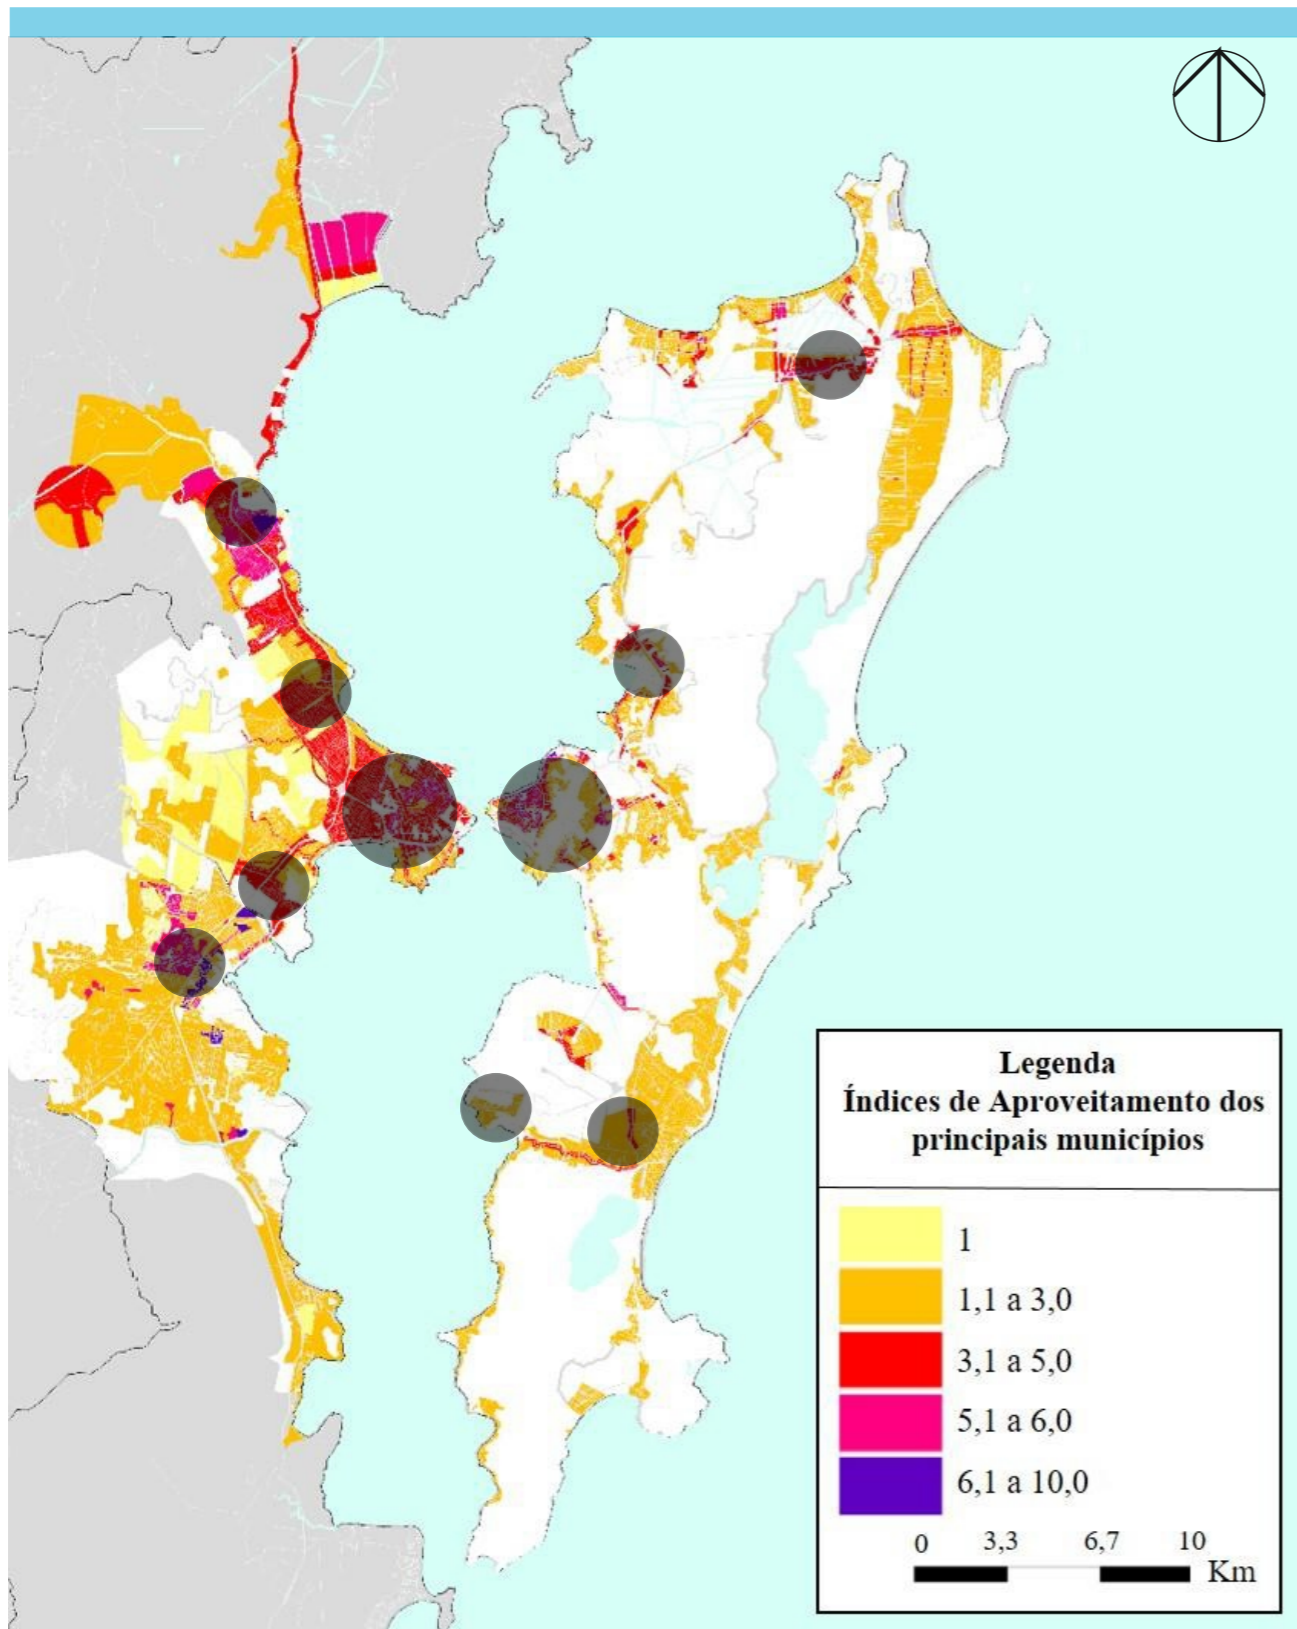 Legenda
Índices de Aproveitamento dos
principais municípios
1
1,1 a 3,0
3,1 a 5,0
5,1 a 6,0
6,1 a 10,0
0 3,3 6,7 10
Km